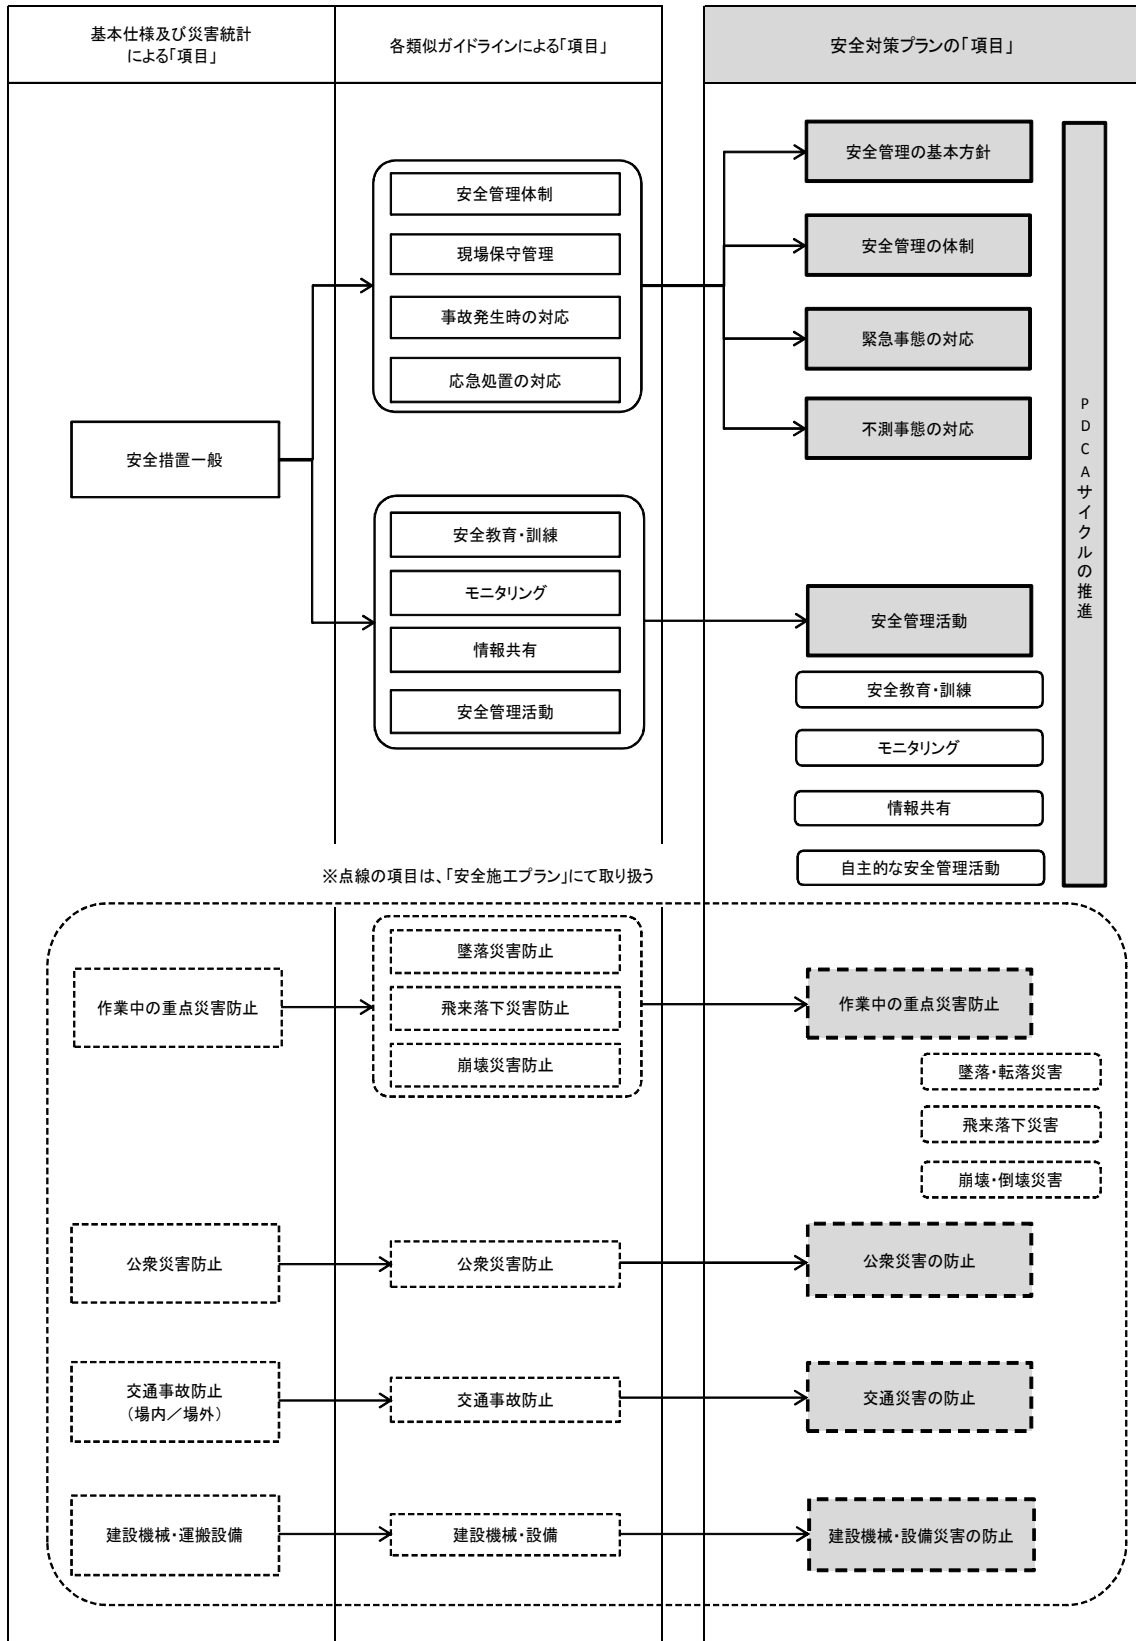 基本仕様及び災害統計
による「項目」
各類似ガイドラインによる「項目」
安全対策プランの「項目」
安全措置一般
安全管理体制
現場保守管理
事故発生時の対応
応急処置の対応
安全教育・訓練
モニタリング
情報共有
安全管理活動
安全管理の基本方針
安全管理の体制
緊急事態の対応
不測事態の対応
安全管理活動
安全教育・訓練
モニタリング
情報共有
自主的な安全管理活動
PDCAサイクルの推進
※点線の項目は、「安全施工プラン」にて取り扱う
作業中の重点災害防止
墜落災害防止
飛来落下災害防止
崩壊災害防止
作業中の重点災害防止
墜落・転落災害
飛来落下災害
崩壊・倒壊災害
公衆災害防止
公衆災害防止
公衆災害の防止
交通事故防止
（場内／場外）
交通事故防止
交通災害の防止
建設機械・運搬設備
建設機械・設備
建設機械・設備災害の防止